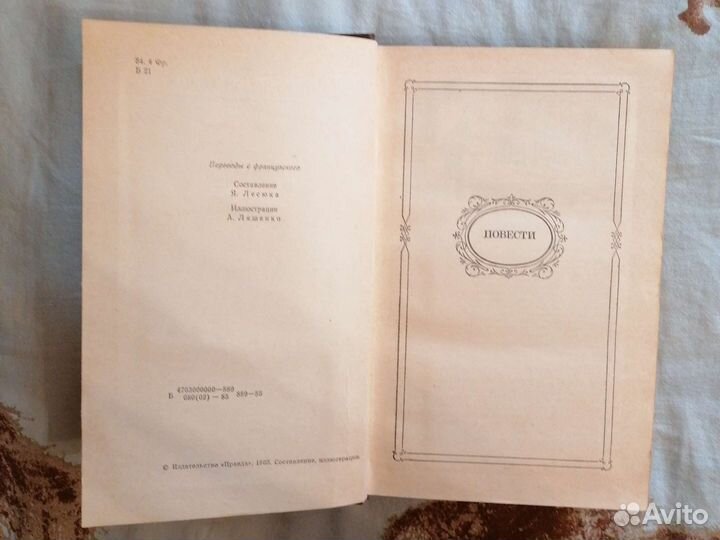 84. 4 Фр.
Б 21
Переводы с французского
Составление
Я. Лесюка
Иллюстрации
А. Ляшенко
4703000000—889
Б 080(02)—85 889—85
© Издательство «Правда», 1985. Составление, иллюстрации.
ПОВЕСТИ
Avito